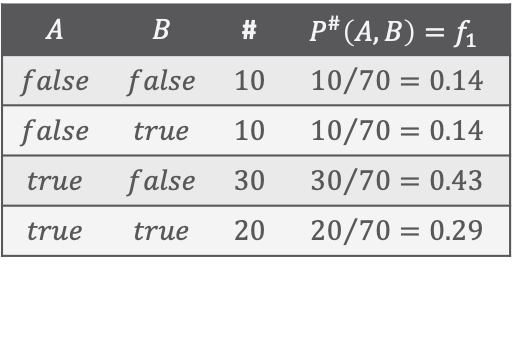 A B # P#(A, B) = f₁
false false 10 10/70 = 0.14
false true 10 10/70 = 0.14
true false 30 30/70 = 0.43
true true 20 20/70 = 0.29